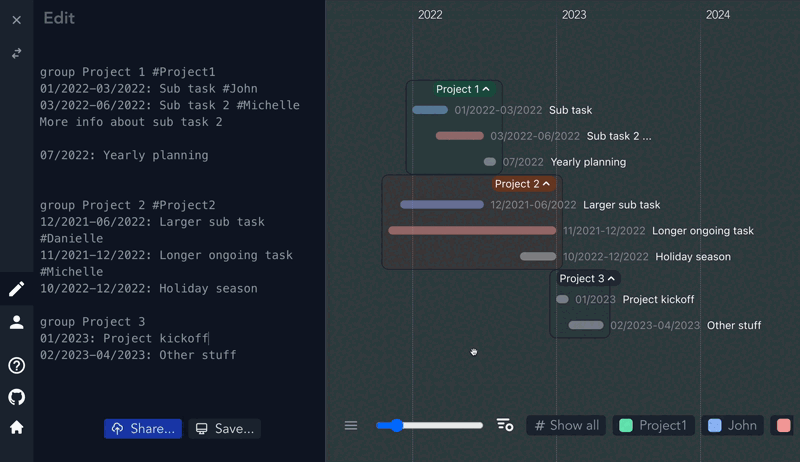 Edit
group Project 1 #Project1
01/2022-03/2022: Sub task #John
03/2022-06/2022: Sub task 2 #Michelle
More info about sub task 2
07/2022: Yearly planning
group Project 2 #Project2
12/2021-06/2022: Larger sub task
#Danielle
11/2021-12/2022: Longer ongoing task
#Michelle
10/2022-12/2022: Holiday season
group Project 3
01/2023: Project kickoff
02/2023-04/2023: Other stuff
Share...
Save...
2022
2023
2024
Project 1
01/2022-03/2022 Sub task
03/2022-06/2022 Sub task 2 ...
07/2022 Yearly planning
Project 2
12/2021-06/2022 Larger sub task
11/2021-12/2022 Longer ongoing task
10/2022-12/2022 Holiday season
Project 3
01/2023 Project kickoff
02/2023-04/2023 Other stuff
# Show all
Project1
John